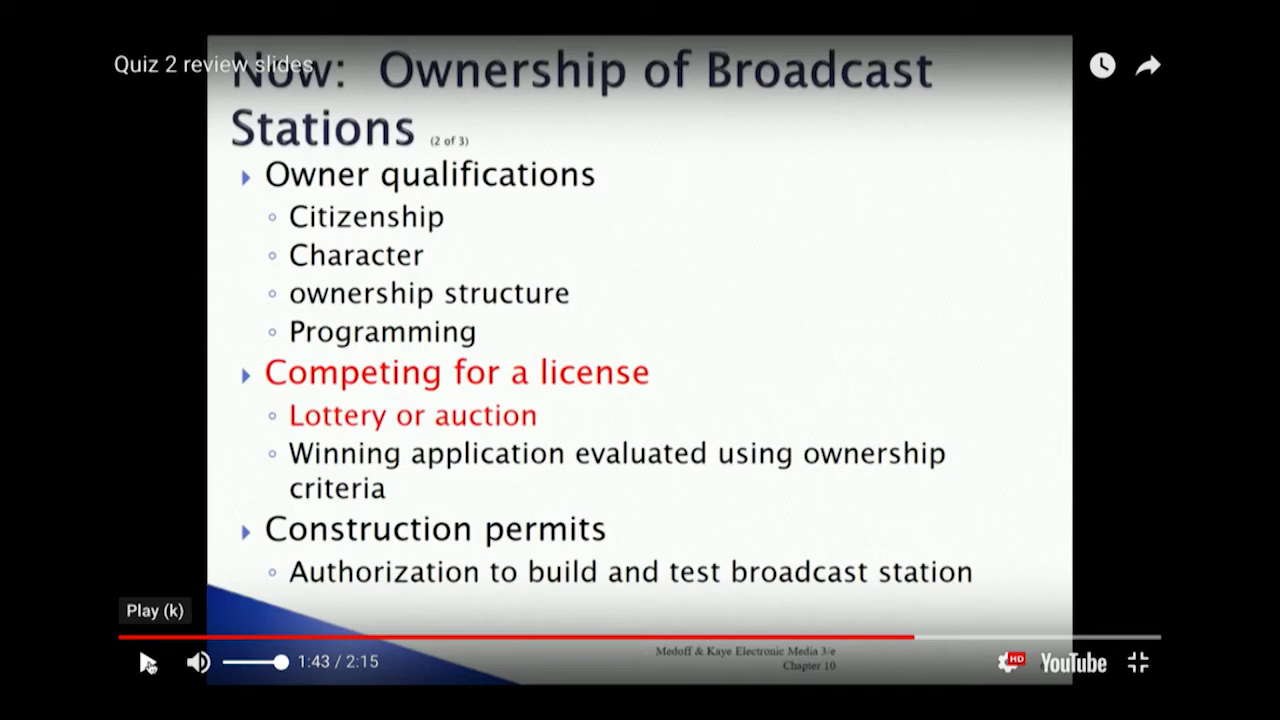 Quiz 2 review slides
Now: Ownership of Broadcast
Stations (2 of 3)
Owner qualifications
Citizenship
Character
ownership structure
Programming
Competing for a license
Lottery or auction
Winning application evaluated using ownership
criteria
Construction permits
Authorization to build and test broadcast station
Play (k)
Medoff & Kaye Electronic Media 3/e
Chapter 10
1:43 / 2:15
HD
YouTube